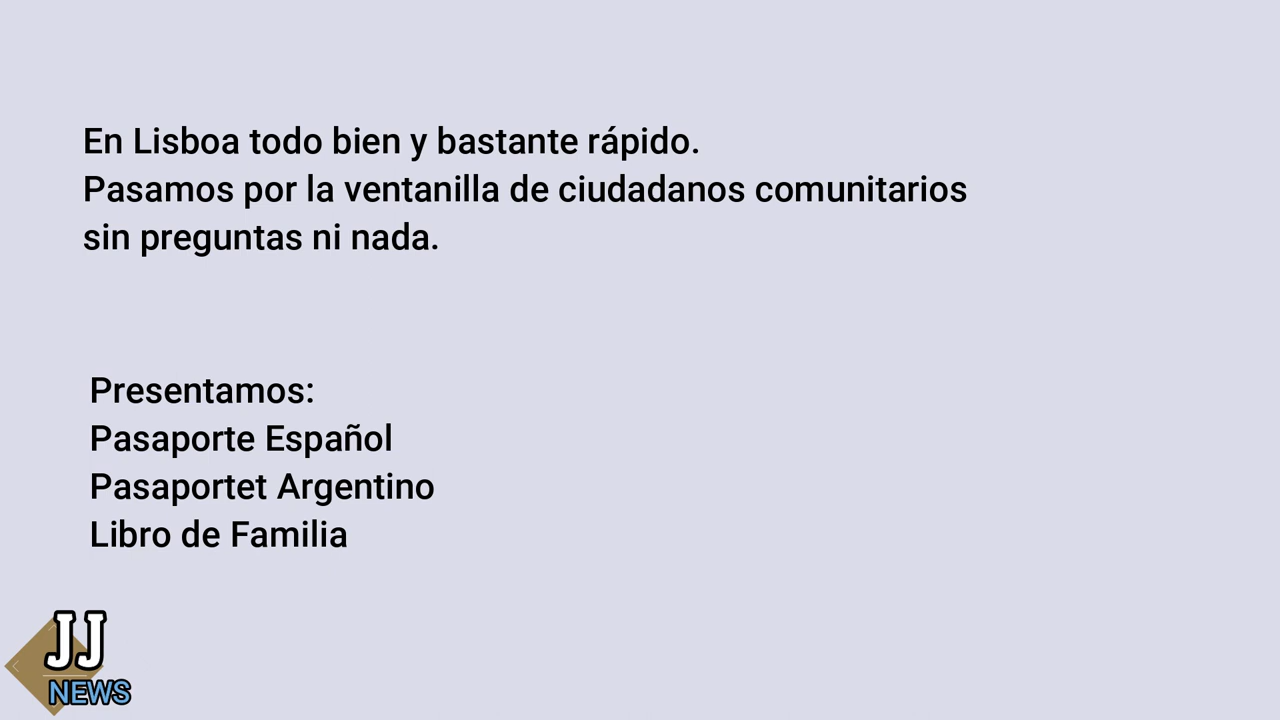 En Lisboa todo bien y bastante rápido.
Pasamos por la ventanilla de ciudadanos comunitarios
sin preguntas ni nada.
Presentamos:
Pasaporte Español
Pasaportet Argentino
Libro de Familia
JJ
NEWS